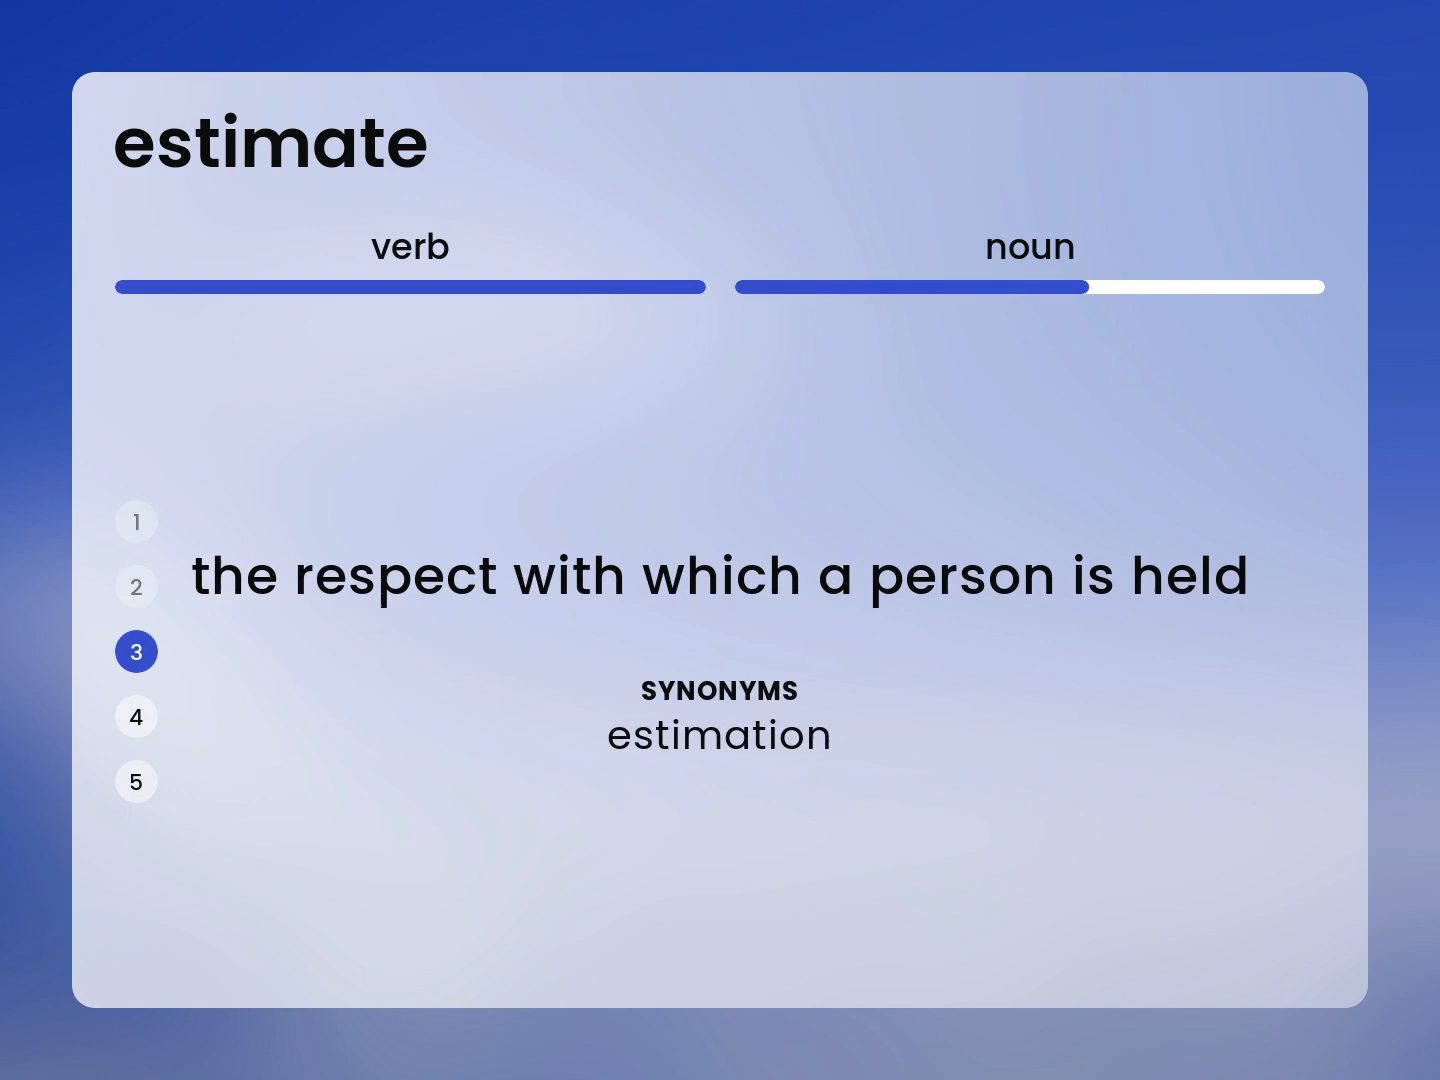 estimate
verb
noun
1
2
3
4
5
the respect with which a person is held
SYNONYMS
estimation